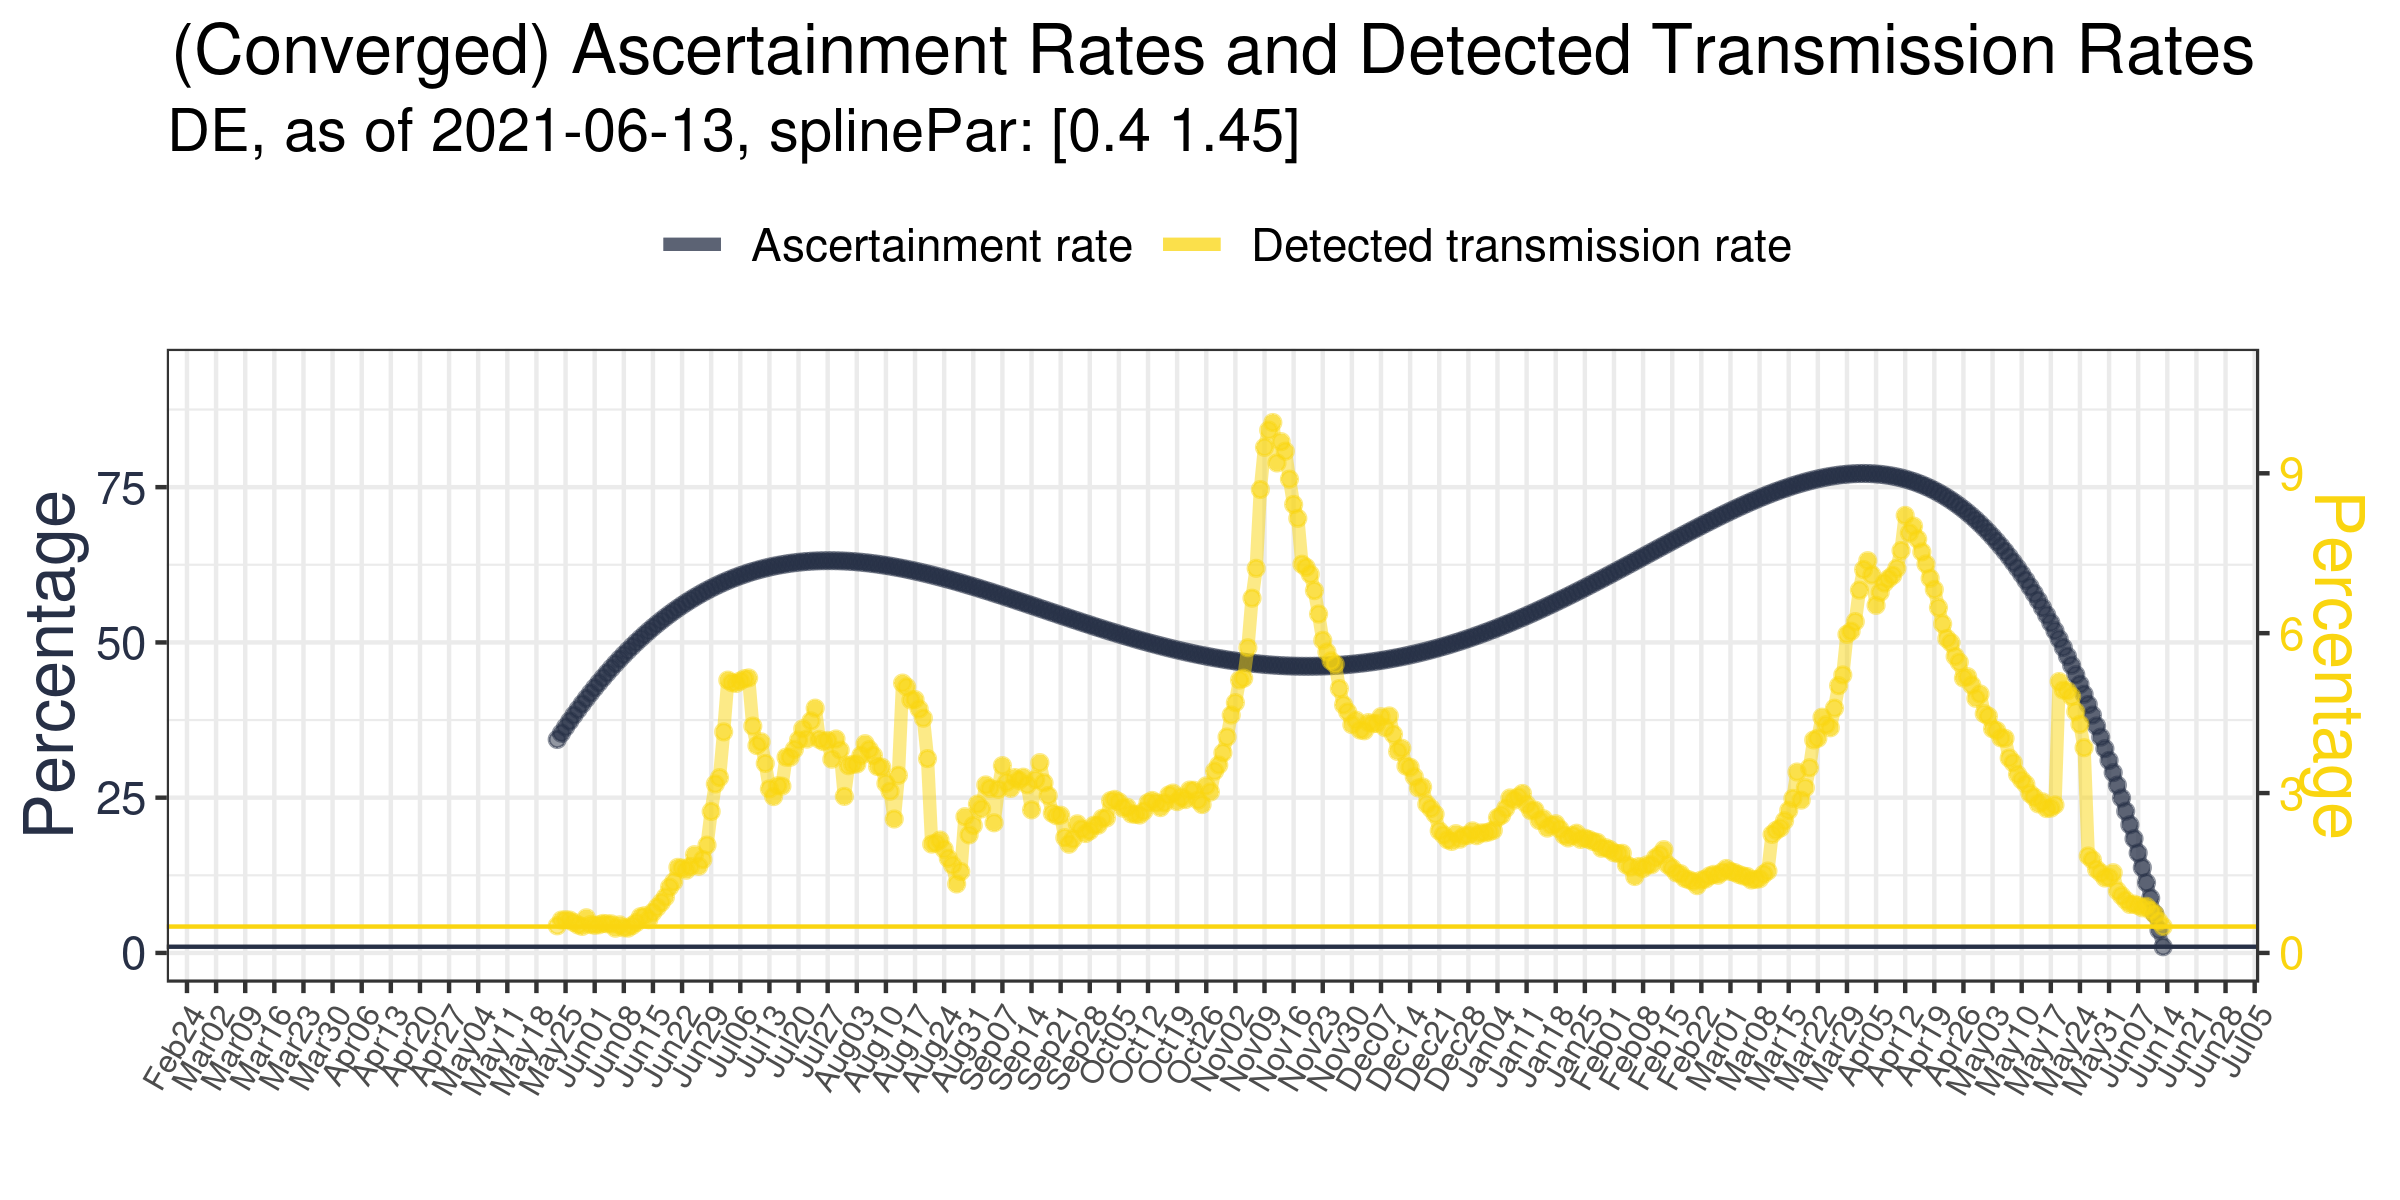 (Converged) Ascertainment Rates and Detected Transmission Rates
DE, as of 2021-06-13, splinePar: [0.4 1.45]
Ascertainment rate
Detected transmission rate
Percentage
75
50
25
0
9
6
3
0
Percentage
Feb24
Mar02
Mar09
Mar16
Mar23
Mar30
Apr06
Apr13
Apr20
Apr27
May04
May11
May18
May25
Jun01
Jun08
Jun15
Jun22
Jun29
Jul06
Jul13
Jul20
Jul27
Aug03
Aug10
Aug17
Aug24
Aug31
Sep07
Sep14
Sep21
Sep28
Oct05
Oct12
Oct19
Oct26
Nov02
Nov09
Nov16
Nov23
Nov30
Dec07
Dec14
Dec21
Dec28
Jan04
Jan11
Jan18
Jan25
Feb01
Feb08
Feb15
Feb22
Mar01
Mar08
Mar15
Mar22
Mar29
Apr05
Apr12
Apr19
Apr26
May03
May10
May17
May24
May31
Jun07
Jun14
Jun21
Jun28
Jul05